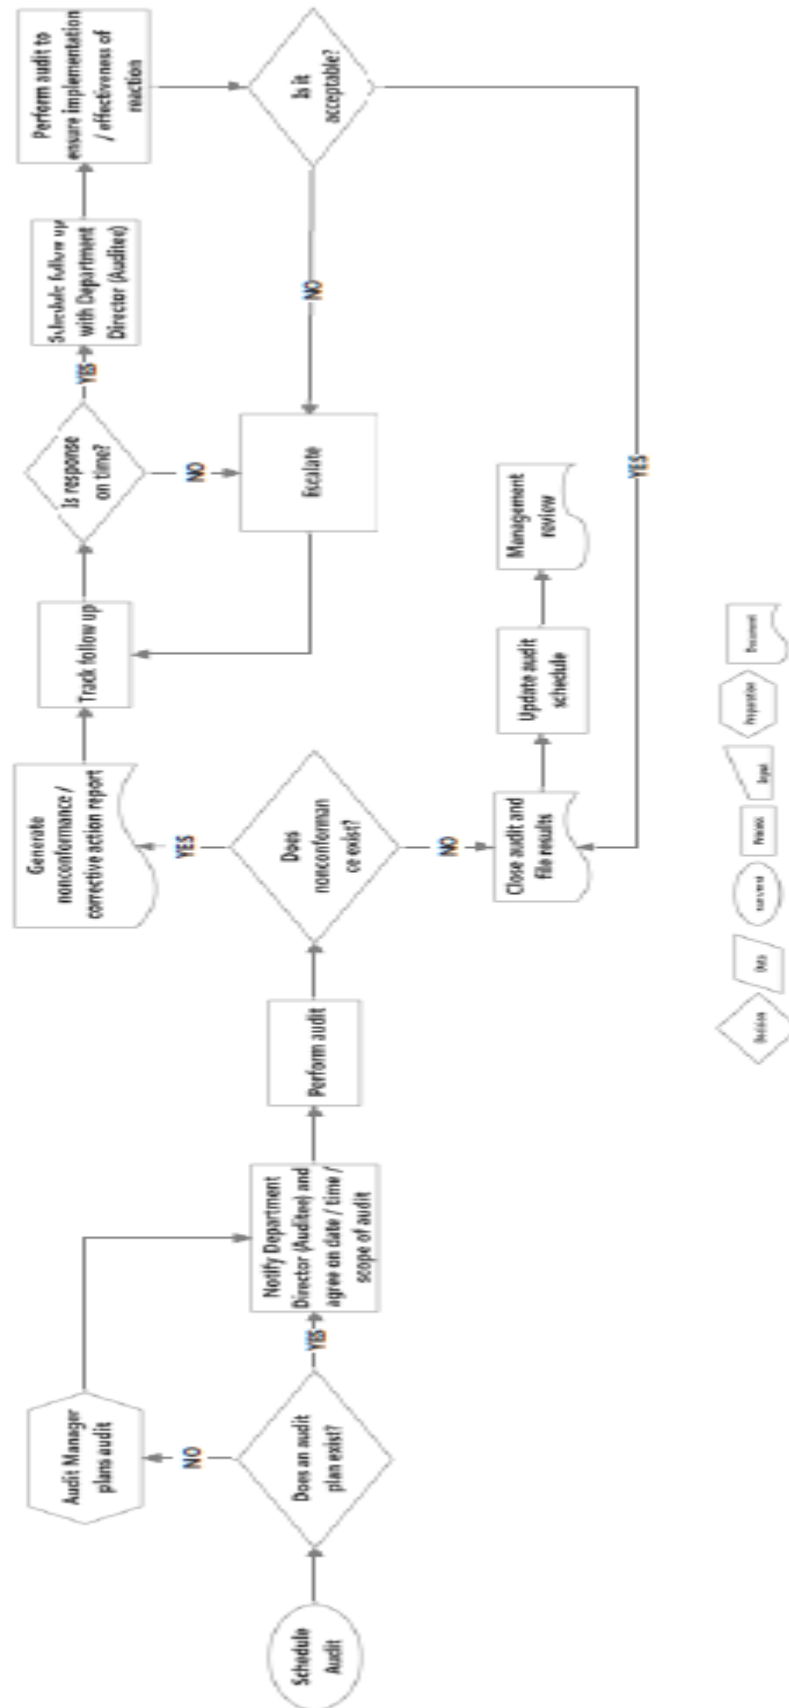 Schedule
Audit
Does an audit
plan exist?
NO
Audit Manager
plans audit
YES
Notify Department
Director (Auditee) and
agree on date / time /
scope of audit
Perform audit
Does
nonconforman
ce exist?
YES
Generate
nonconformance /
corrective action report
NO
Close audit and
file results
Update audit
schedule
Management
review
Track follow up
Is response
on time?
NO
Escalate
YES
Schedule follow up
with Department
Director (Auditee)
Perform audit to
ensure implementation
/ effectiveness of
reaction
Is it
acceptable?
NO
YES
Decision
Data
Process
Input
Preparation
Document